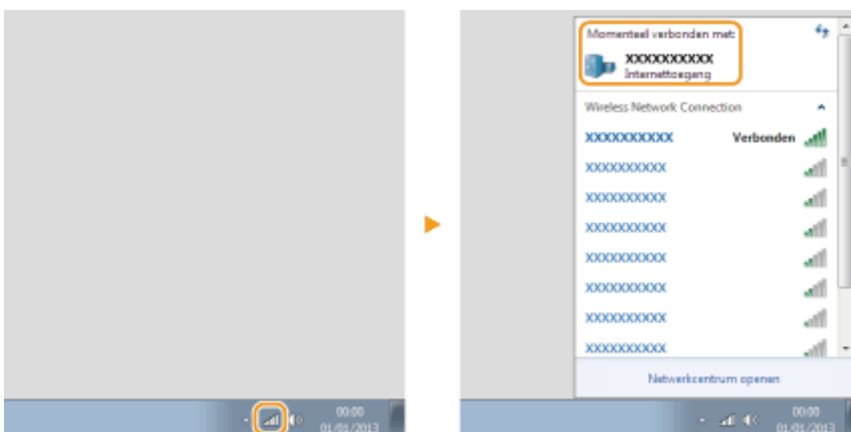 00:00
01/01/2013
Momenteel verbonden met:
XXXXXXXXXX
Internettoegang
Wireless Network Connection
XXXXXXXXXX Verbonden
XXXXXXXXXX
XXXXXXXXXX
XXXXXXXXXX
XXXXXXXXXX
XXXXXXXXXX
XXXXXXXXXX
XXXXXXXXXX
Netwerkcentrum openen
00:00
01/01/2013